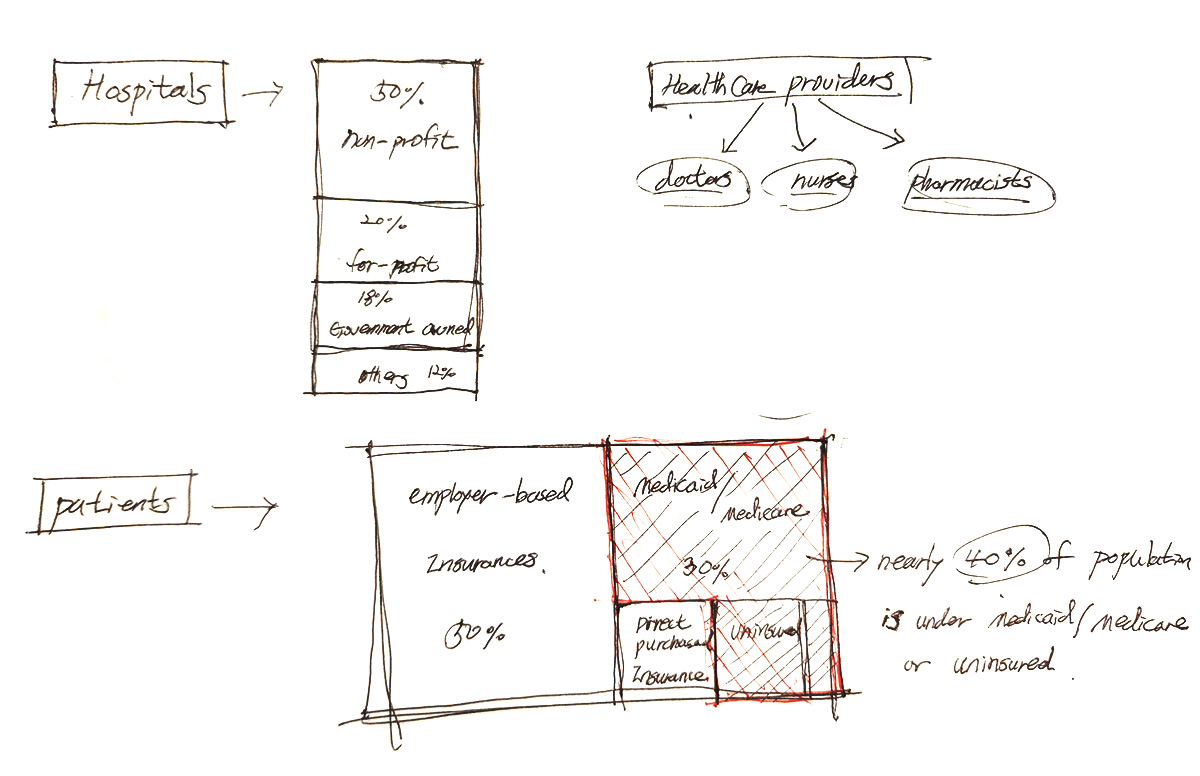 Hospitals
50%
non-profit
20%
for-profit
18%
Government owned
others 12%
HealthCare providers
doctors
nurses
pharmacists
patients
employer-based
Insurances.
50%
medicaid/
medicare
30%
Direct
purchased
Insurance.
uninsured
nearly 40% of population
is under medicaid/medicare
or uninsured.